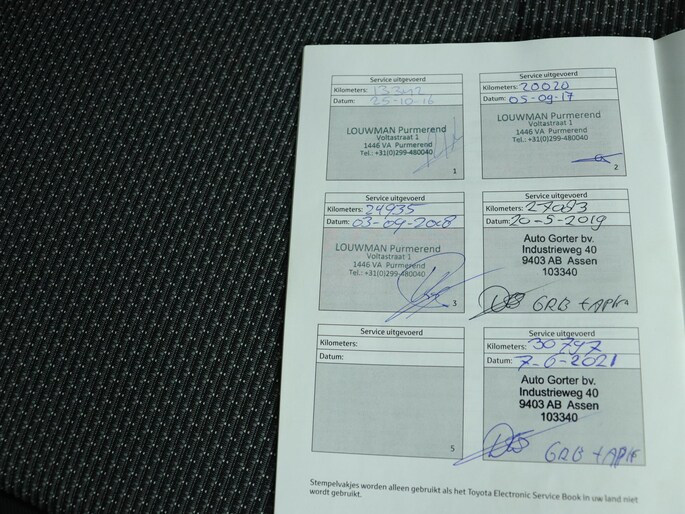 Service uitgevoerd
Kilometers:
Datum: 25-10-16
LOUWMAN Purmerend
Voltastraat 1
1446 VA Purmerend
Tel.: +31(0)299-480040
1
Service uitgevoerd
Kilometers: 20020
Datum: 05-09-17
LOUWMAN Purmerend
Voltastraat 1
1446 VA Purmerend
Tel.: +31(0)299-480040
2
Service uitgevoerd
Kilometers: 24935
Datum: 03-09-2018
LOUWMAN Purmerend
Voltastraat 1
1446 VA Purmerend
Tel.: +31(0)299-480040
3
Service uitgevoerd
Kilometers:
Datum: 20-5-2019
Auto Gorter bv.
Industrieweg 40
9403 AB Assen
103340
GRB + APK
Service uitgevoerd
Kilometers:
Datum:
5
Service uitgevoerd
Kilometers: 30747
Datum: 7-6-2021
Auto Gorter bv.
Industrieweg 40
9403 AB Assen
103340
GRB + APK
Stempelvakjes worden alleen gebruikt als het Toyota Electronic Service Book in uw land niet
wordt gebruikt.